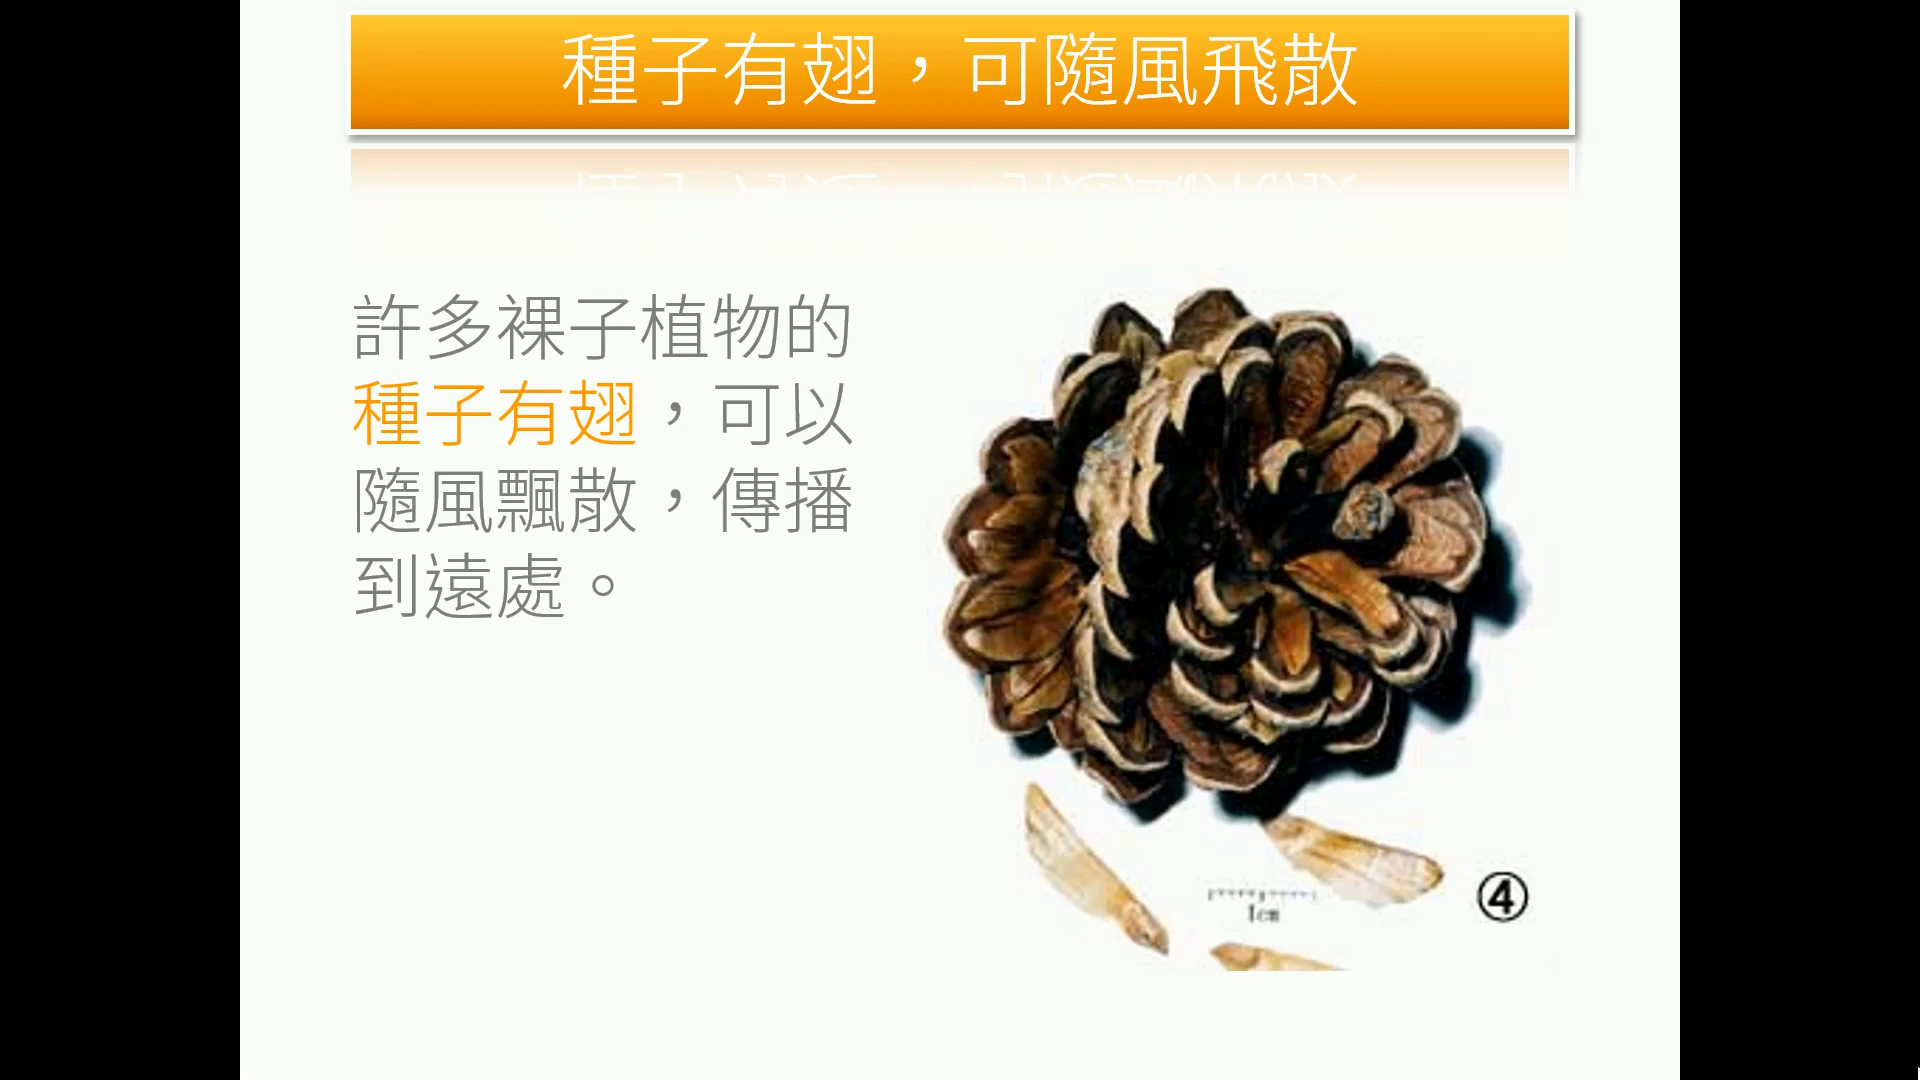 種子有翅，可隨風飛散
許多裸子植物的
種子有翅，可以
隨風飄散，傳播
到遠處。
1cm
④